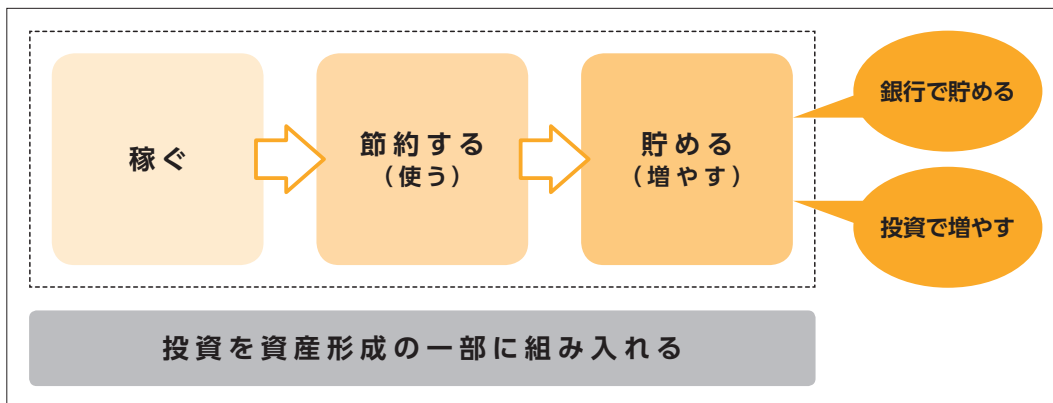 稼ぐ
節約する
（使う）
貯める
（増やす）
銀行で貯める
投資で増やす
投資を資産形成の一部に組み入れる